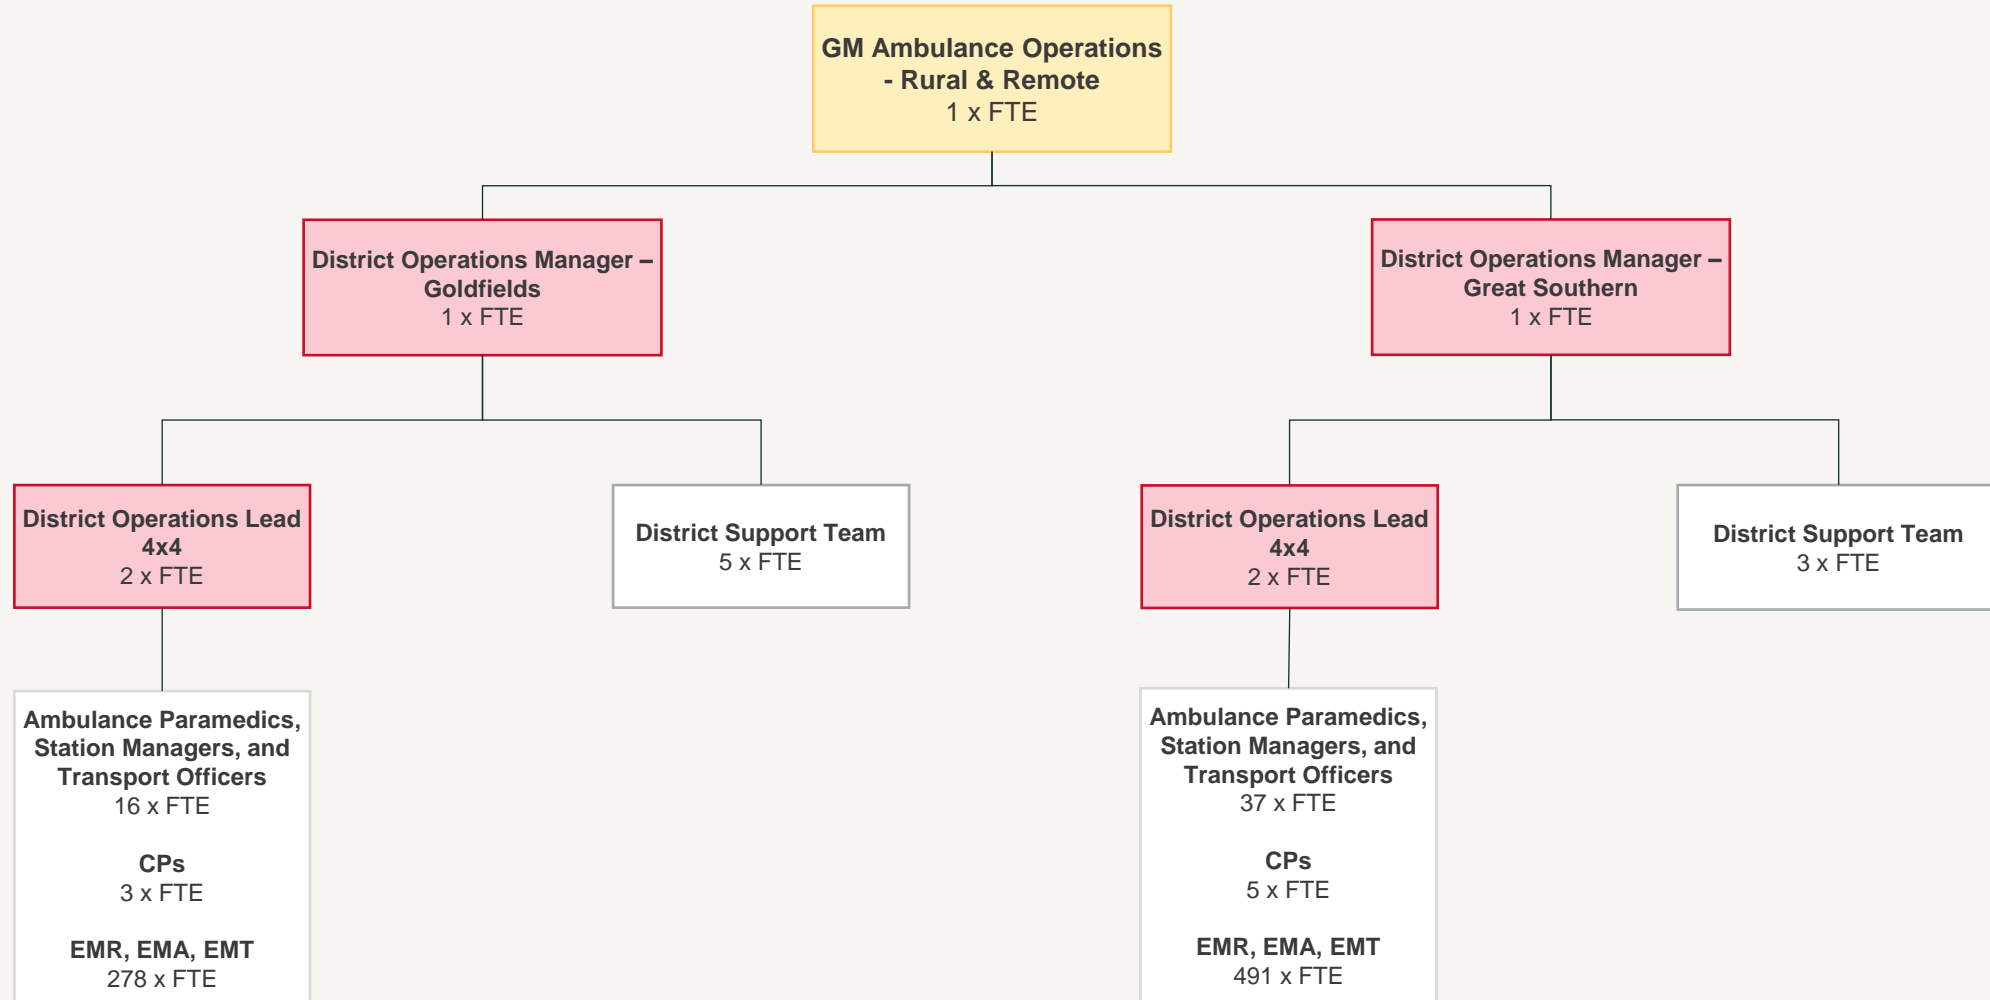 GM Ambulance Operations
- Rural & Remote
1 x FTE
District Operations Manager –
Goldfields
1 x FTE
District Operations Manager –
Great Southern
1 x FTE
District Operations Lead
4x4
2 x FTE
District Support Team
5 x FTE
District Operations Lead
4x4
2 x FTE
District Support Team
3 x FTE
Ambulance Paramedics,
Station Managers, and
Transport Officers
16 x FTE
CPs
3 x FTE
EMR, EMA, EMT
278 x FTE
Ambulance Paramedics,
Station Managers, and
Transport Officers
37 x FTE
CPs
5 x FTE
EMR, EMA, EMT
491 x FTE